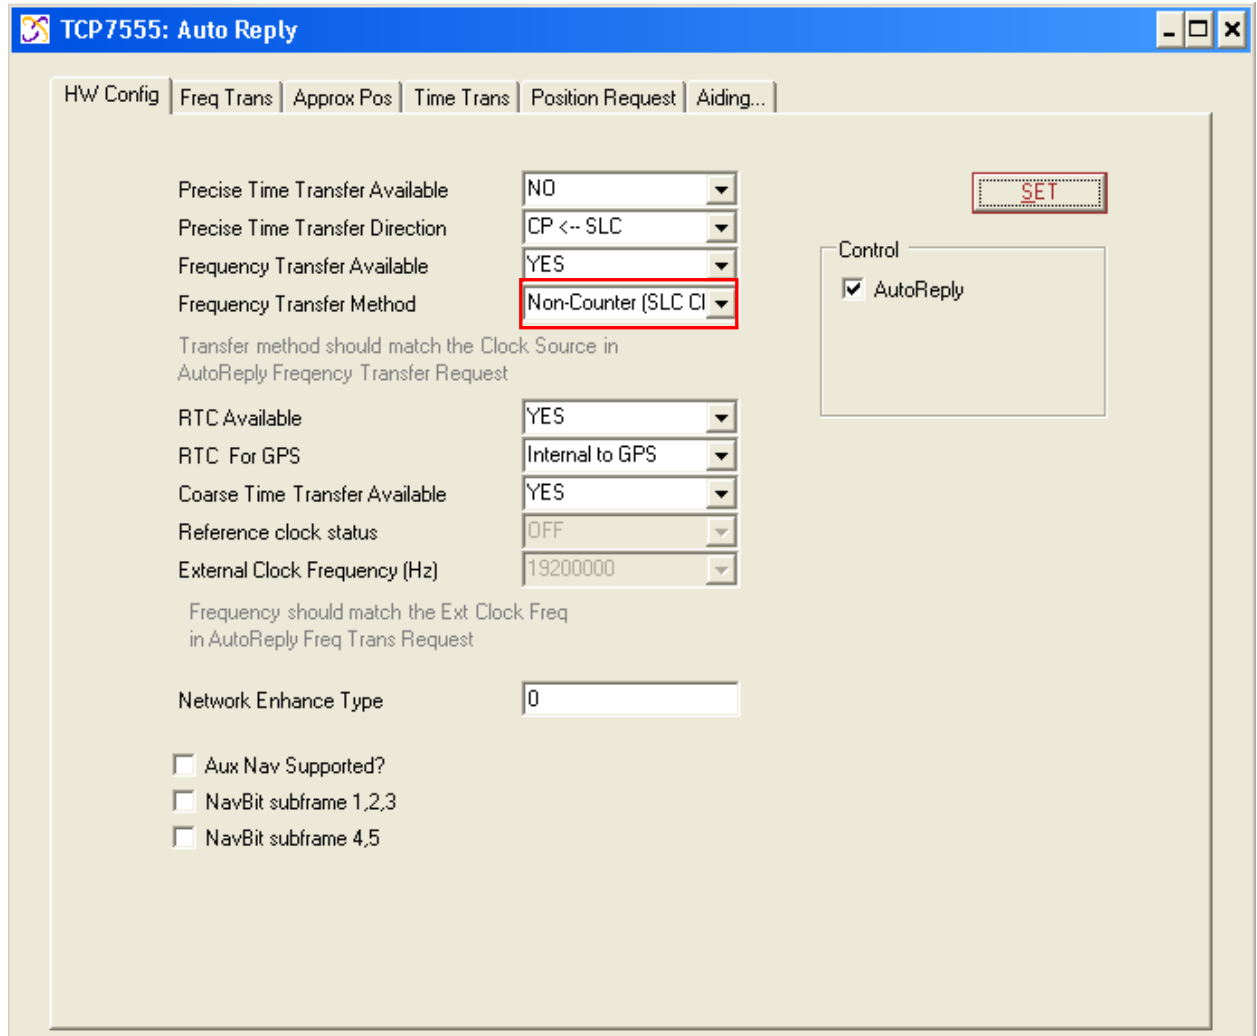 TCP7555: Auto Reply
HW Config Freq Trans Approx Pos Time Trans Position Request Aiding...
Precise Time Transfer Available NO SET
Precise Time Transfer Direction CP <-- SLC
Control
Frequency Transfer Available YES
AutoReply
Frequency Transfer Method Non-Counter (SLC Cl
Transfer method should match the Clock Source in
AutoReply Freqency Transfer Request
RTC Available YES
RTC For GPS Internal to GPS
Coarse Time Transfer Available YES
Reference clock status OFF
External Clock Frequency (Hz) 19200000
Frequency should match the Ext Clock Freq
in AutoReply Freq Trans Request
Network Enhance Type 0
Aux Nav Supported?
NavBit subframe 1,2,3
NavBit subframe 4,5